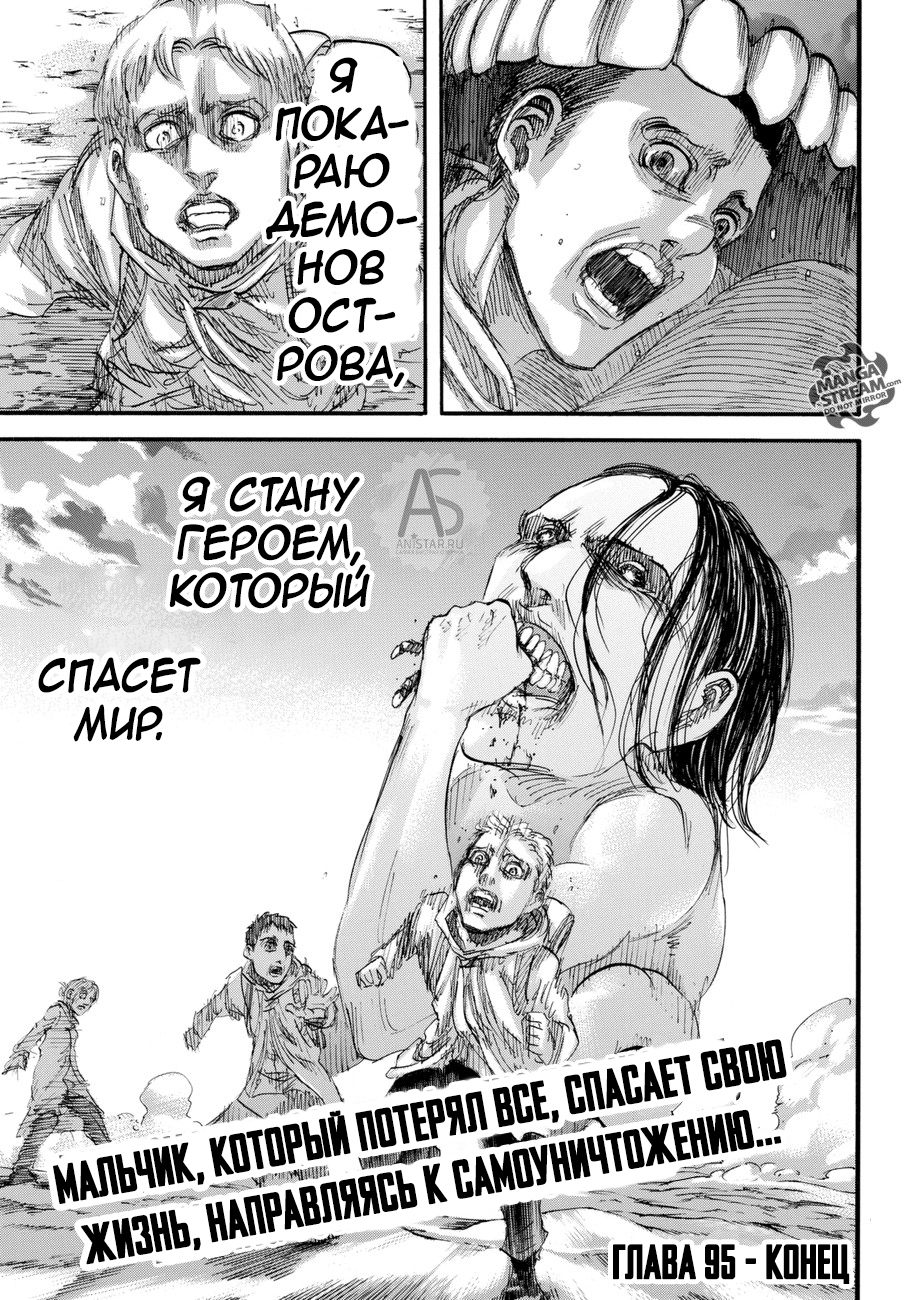 Я
ПОКА-
РАЮ
ДЕМО-
НОВ
ОСТ-
РОВА,
MANGA
STREAM.com
DO NOT MIRROR
Я СТАНУ
ГЕРОЕМ,
КОТОРЫЙ
AS
ANISTAR.RU
СПАСЕТ
МИР.
МАЛЬЧИК, КОТОРЫЙ ПОТЕРЯЛ ВСЕ, СПАСАЕТ СВОЮ
ЖИЗНЬ, НАПРАВЛЯЯСЬ К САМОУНИЧТОЖЕНИЮ...
ГЛАВА 95 - КОНЕЦ